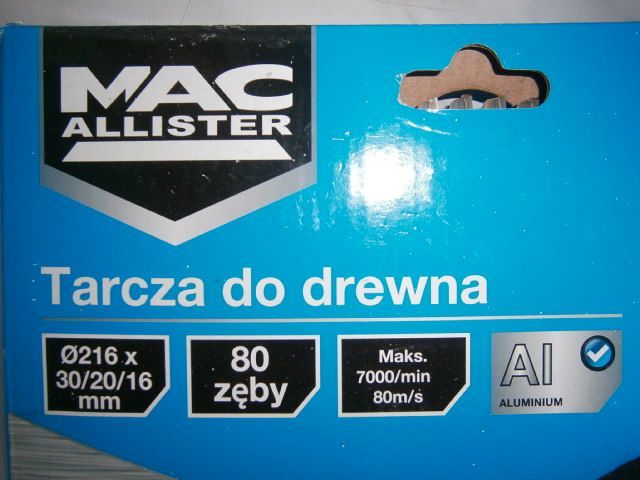 MAC
ALLISTER
Tarcza do drewna
Ø216 x
30/20/16
mm
80
zęby
Maks.
7000/min
80m/s
Al
ALUMINIUM